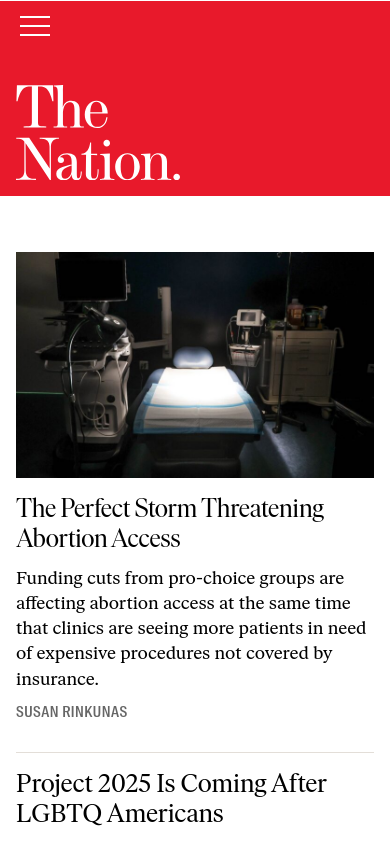 The
Nation.
The Perfect Storm Threatening
Abortion Access
Funding cuts from pro-choice groups are
affecting abortion access at the same time
that clinics are seeing more patients in need
of expensive procedures not covered by
insurance.
SUSAN RINKUNAS
Project 2025 Is Coming After
LGBTQ Americans